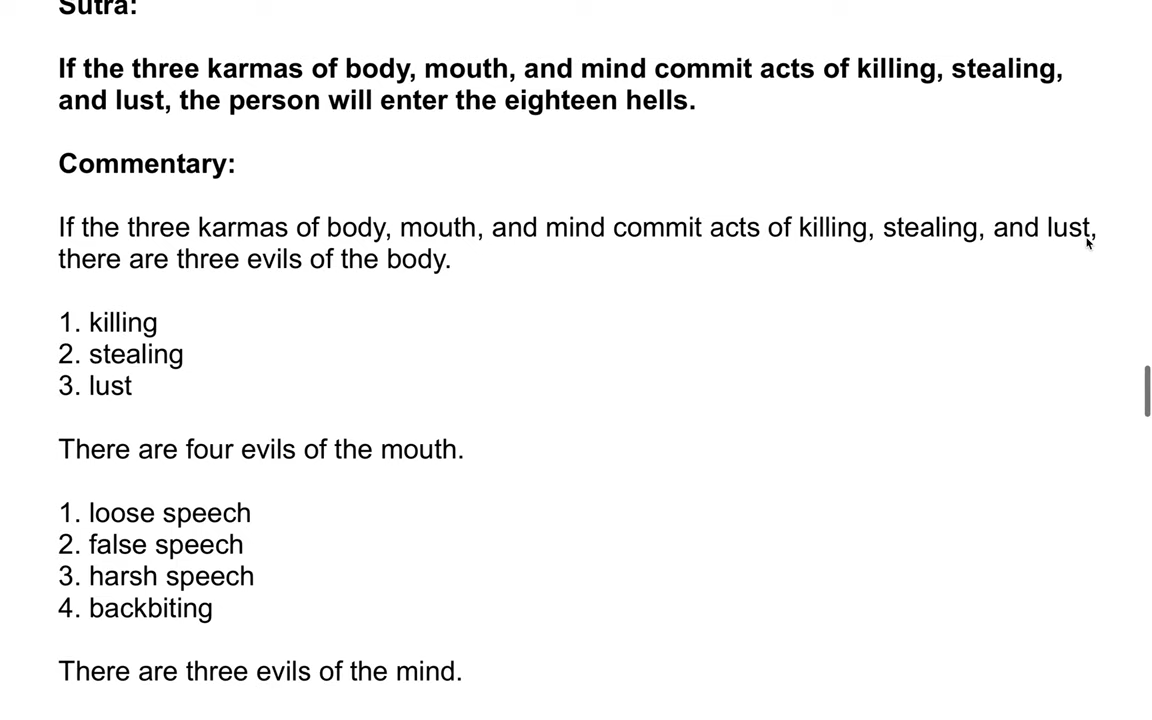 Sutra:
If the three karmas of body, mouth, and mind commit acts of killing, stealing,
and lust, the person will enter the eighteen hells.
Commentary:
If the three karmas of body, mouth, and mind commit acts of killing, stealing, and lust,
there are three evils of the body.
1. killing
2. stealing
3. lust
There are four evils of the mouth.
1. loose speech
2. false speech
3. harsh speech
4. backbiting
There are three evils of the mind.